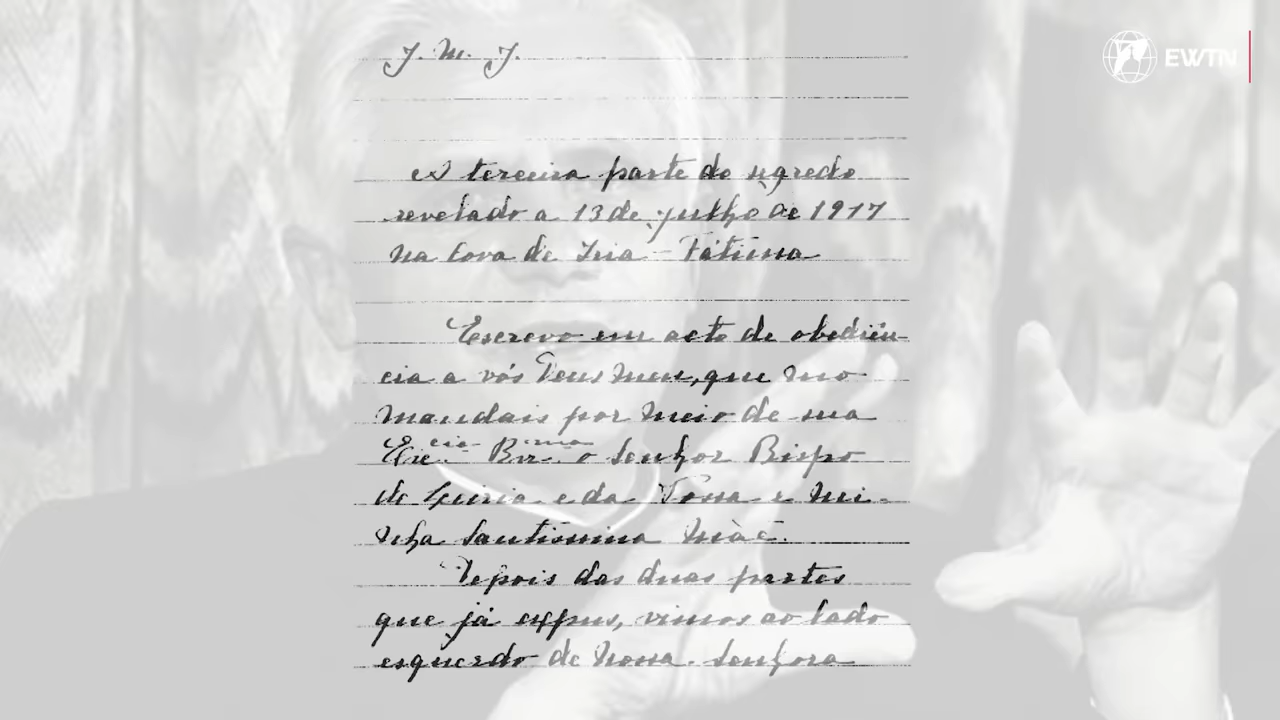 J. M. J.
EWTN
A terceira parte do segredo
revelado a 13 de julho de 1917
na Cova de Iria - Fátima
Escrevo em acto de obediên-
cia a vós Deus meu, que mo
mandais por meio de sua
Ex.cia Rev.ma o Senhor Bispo
de Leiria e da Vossa e mi-
nha Santíssima Mãe.
Depois das duas partes
que já expus, vimos ao lado
esquerdo de Nossa Senhora